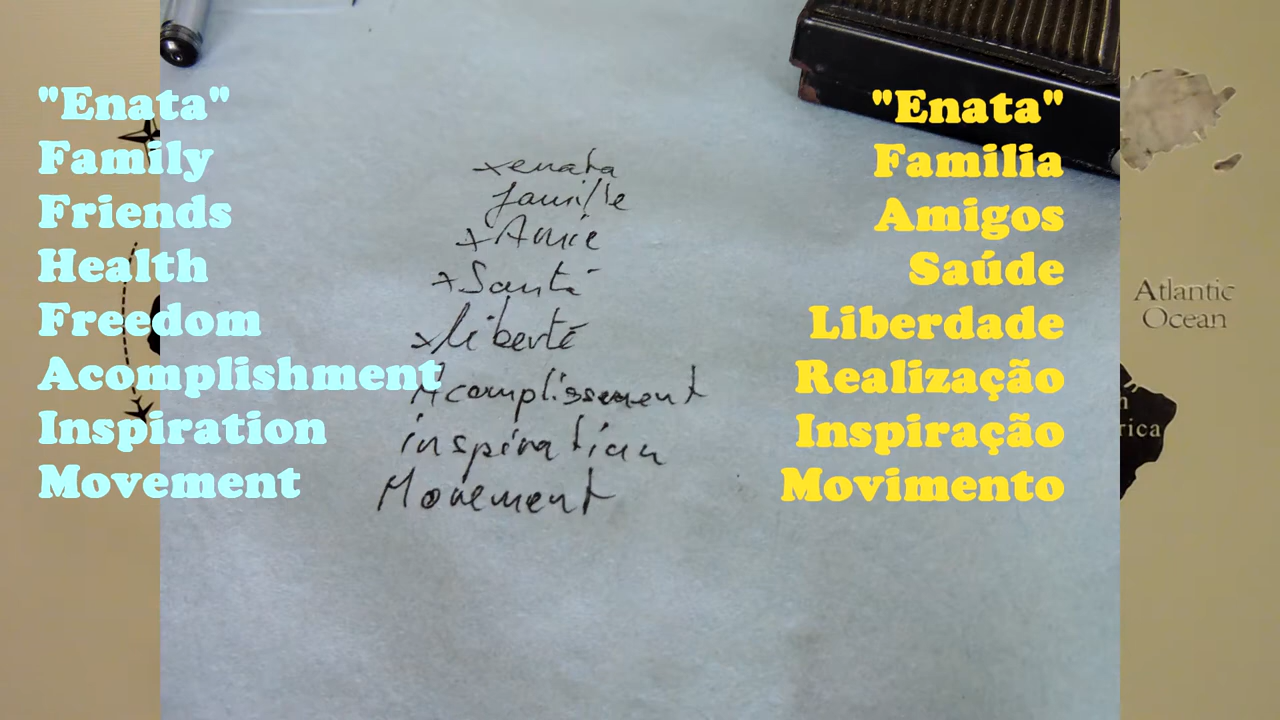 "Enata"
Family
Friends
Health
Freedom
Acomplishment
Inspiration
Movement
xenata
famille
+Amie
+Santé
xliberté
Acomplissement
inspiration
Movement
"Enata"
Familia
Amigos
Saúde
Liberdade
Realização
Inspiração
Movimento
Atlantic
Ocean